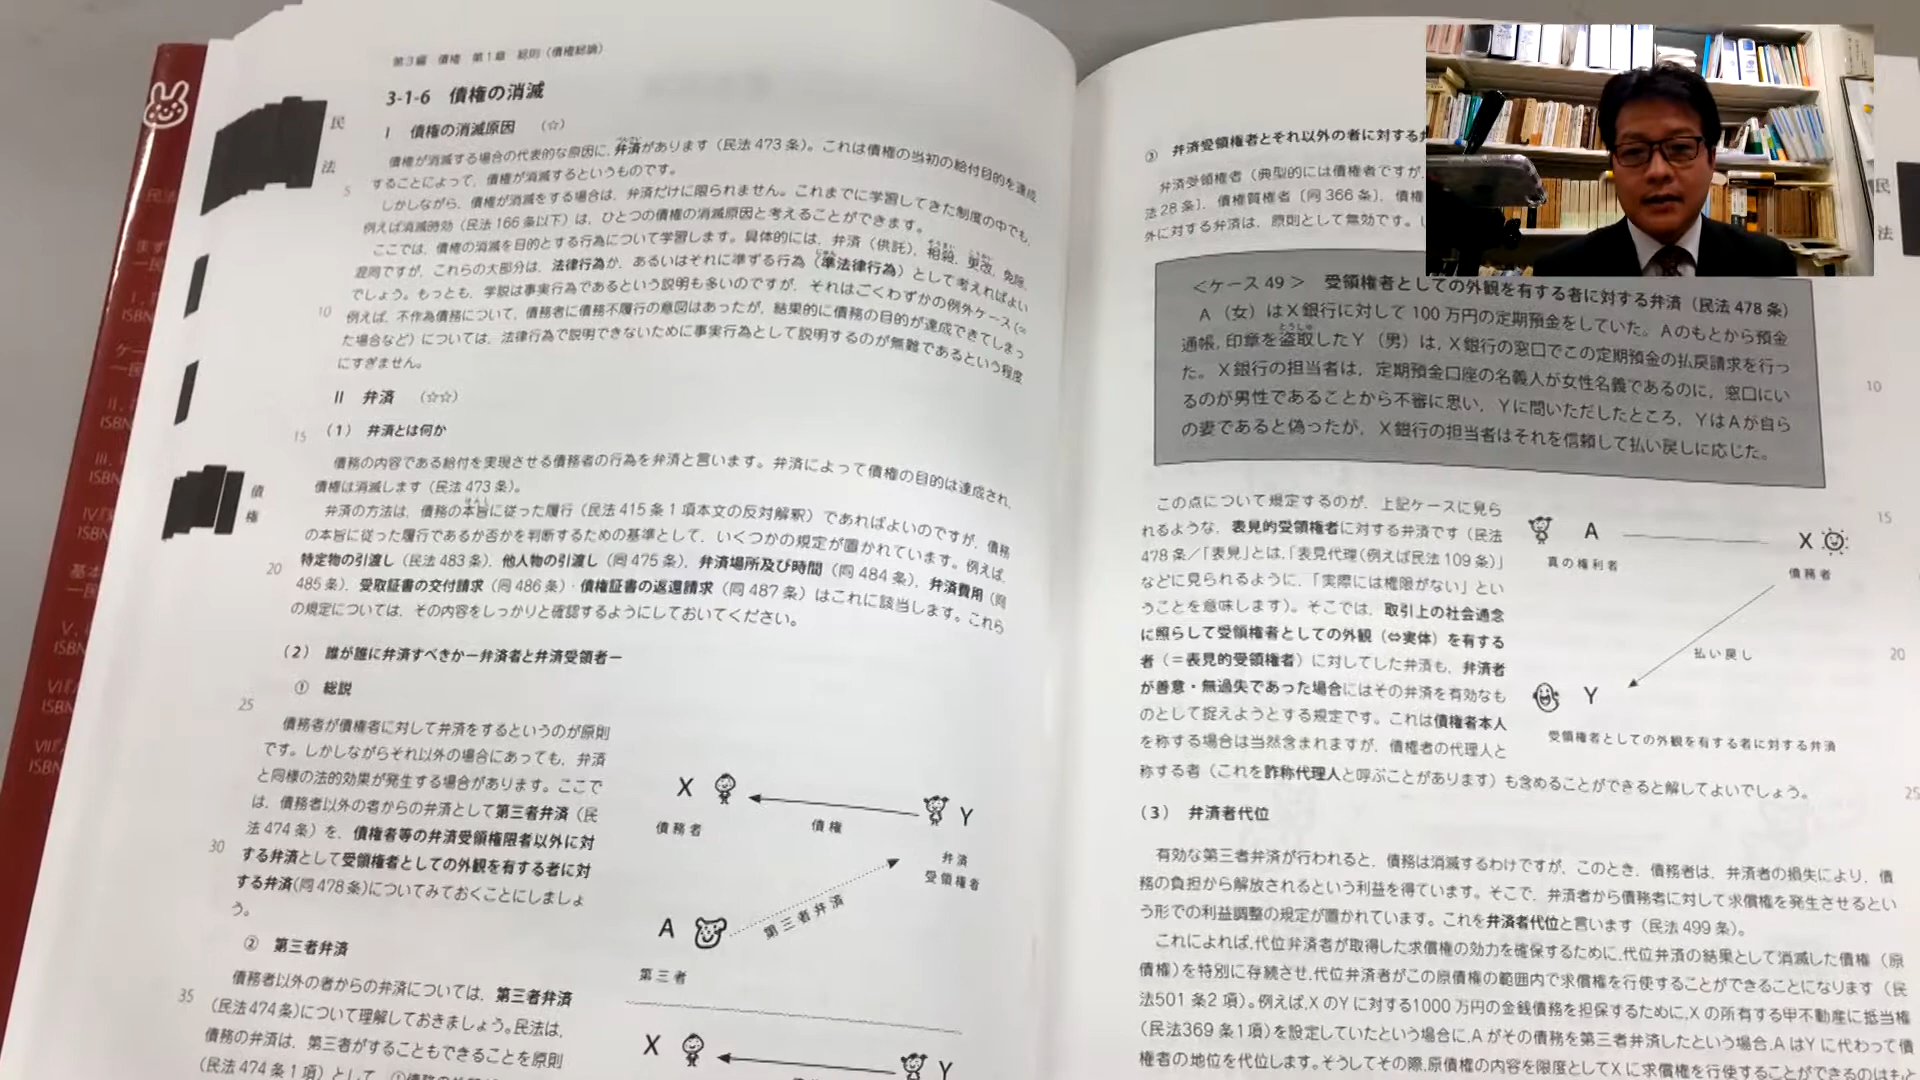 第3編 債権 第1章 総則（債権総論）
3-1-6 債権の消滅
Ⅰ 債権の消滅原因 （☆）
債権が消滅する場合の代表的な原因に，弁済があります（民法473条）。これは債権の当初の給付目的を達成
することによって，債権が消滅するというものです。
5
しかしながら，債権が消滅をする場合は，弁済だけに限られません。これまでに学習してきた制度の中でも，
例えば消滅時効（民法166条以下）は，ひとつの債権の消滅原因と考えることができます。
ここでは，債権の消滅を目的とする行為について学習します。具体的には，弁済（供託），相殺，更改，免除，
混同ですが，これらの大部分は，法律行為か，あるいはそれに準ずる行為（準法律行為）として考えればよい
でしょう。もっとも，学説は事実行為であるという説明も多いのですが，それはごくわずかの例外ケース（∞
10
例えば，不作為債務について，債務者に債務不履行の意図はあったが，結果的に債務の目的が達成できてしまっ
た場合など）については，法律行為で説明できないために事実行為として説明するのが無難であるという程度
にすぎません。
Ⅱ 弁済 （☆☆）
15
（1） 弁済とは何か
債務の内容である給付を実現させる債務者の行為を弁済と言います。弁済によって債権の目的は達成され，
債権は消滅します（民法473条）。
弁済の方法は，債務の本旨に従った履行（民法415条1項本文の反対解釈）であればよいのですが，債務
の本旨に従った履行であるか否かを判断するための基準として，いくつかの規定が置かれています。例えば，
20
特定物の引渡し（民法483条），他人物の引渡し（同475条），弁済場所及び時間（同484条），弁済費用（同
485条），受取証書の交付請求（同486条）・債権証書の返還請求（同487条）はこれに該当します。これら
の規定については，その内容をしっかりと確認するようにしておいてください。
（2） 誰が誰に弁済すべきかー弁済者と弁済受領者ー
① 総説
25
債務者が債権者に対して弁済をするというのが原則
です。しかしながらそれ以外の場合にあっても，弁済
と同様の法的効果が発生する場合があります。ここで
は，債務者以外の者からの弁済として第三者弁済（民
法474条）を，債権者等の弁済受領権限者以外に対
30
する弁済として受領権者としての外観を有する者に対
する弁済(同478条)についてみておくことにしましょ
う。
② 第三者弁済
債務者以外の者からの弁済については，第三者弁済
35
（民法474条）について理解しておきましょう。民法は，
債務の弁済は，第三者がすることもできることを原則
（民法474条1項）として，
X
Y
債務者
債権
弁済
受領権者
A
第三者弁済
第三者
X
Y
民
法
債
権
③ 弁済受領権者とそれ以外の者に対する
弁済受領権者（典型的には債権者ですが，
法28条］，債権質権者［同366条］，債権
外に対する弁済は，原則として無効です。
＜ケース49＞ 受領権者としての外観を有する者に対する弁済（民法478条）
A（女）はX銀行に対して100万円の定期預金をしていた。Aのもとから預金
通帳，印章を盗取したY（男）は，X銀行の窓口でこの定期預金の払戻請求を行っ
た。X銀行の担当者は，定期預金口座の名義人が女性名義であるのに，窓口にい
るのが男性であることから不審に思い，Yに問いただしたところ，YはAが自ら
の妻であると偽ったが，X銀行の担当者はそれを信頼して払い戻しに応じた。
10
この点について規定するのが，上記ケースに見ら
れるような，表見的受領権者に対する弁済です（民法
478条／「表見」とは，「表見代理（例えば民法109条）」
などに見られるように，「実際には権限がない」とい
うことを意味します）。そこでは，取引上の社会通念
に照らして受領権者としての外観（⇔実体）を有する
者（＝表見的受領権者）に対してした弁済も，弁済者
が善意・無過失であった場合にはその弁済を有効なも
のとして捉えようとする規定です。これは債権者本人
を称する場合は当然含まれますが，債権者の代理人と
称する者（これを詐称代理人と呼ぶことがあります）も含めることができると解してよいでしょう。
15
A
真の権利者
X
債務者
20
払い戻し
Y
受領権者としての外観を有する者に対する弁済
25
（3） 弁済者代位
有効な第三者弁済が行われると，債務は消滅するわけですが，このとき，債務者は，弁済者の損失により，債
務の負担から解放されるという利益を得ています。そこで，弁済者から債務者に対して求償権を発生させるとい
う形での利益調整の規定が置かれています。これを弁済者代位と言います（民法499条）。
これによれば，代位弁済者が取得した求償権の効力を確保するために，代位弁済の結果として消滅した債権（原
債権）を特別に存続させ，代位弁済者がこの原債権の範囲内で求償権を行使することができることになります（民
法501条2項）。例えば，XのYに対する1000万円の金銭債務を担保するために，Xの所有する甲不動産に抵当権
（民法369条1項）を設定していたという場合に，Aがその債務を第三者弁済したという場合，AはYに代わって債
権者の地位を代位します。そうしてその際，原債権の内容を限度としてXに求償権を行使することができるのは
民
法